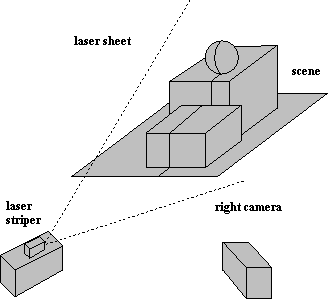 laser sheet
scene
laser
striper
right camera